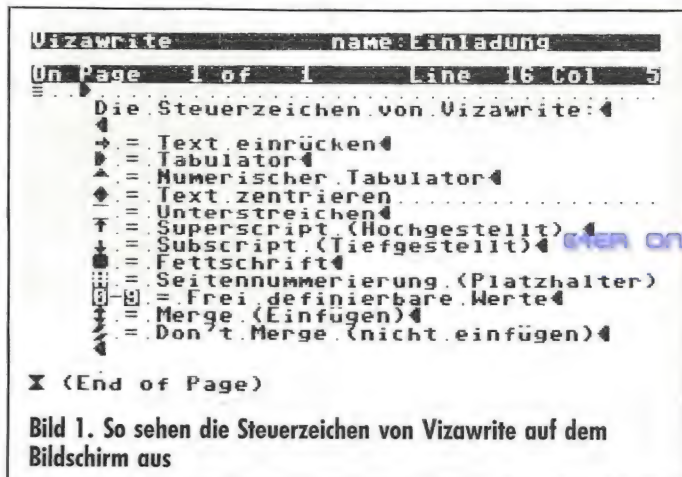 Vizawrite name:Einladung
On Page 1 of 1 Line 16 Col 5
Die.Steuerzeichen.von.Vizawrite:
→.=.Text.einrücken
.=.Tabulator
.=.Numerischer.Tabulator
.=.Text.zentrieren
.=.Unterstreichen
↑.=.Superscript.(Hochgestellt).
↓.=.Subscript.(Tiefgestellt)
.=.Fettschrift
.=.Seitennummerierung.(Platzhalter)
0-9.=.Frei.definierbare.Werte
.=.Merge.(Einfügen)
.=.Don't.Merge.(nicht.einfügen)
(End of Page)
Bild 1. So sehen die Steuerzeichen von Vizawrite auf dem
Bildschirm aus